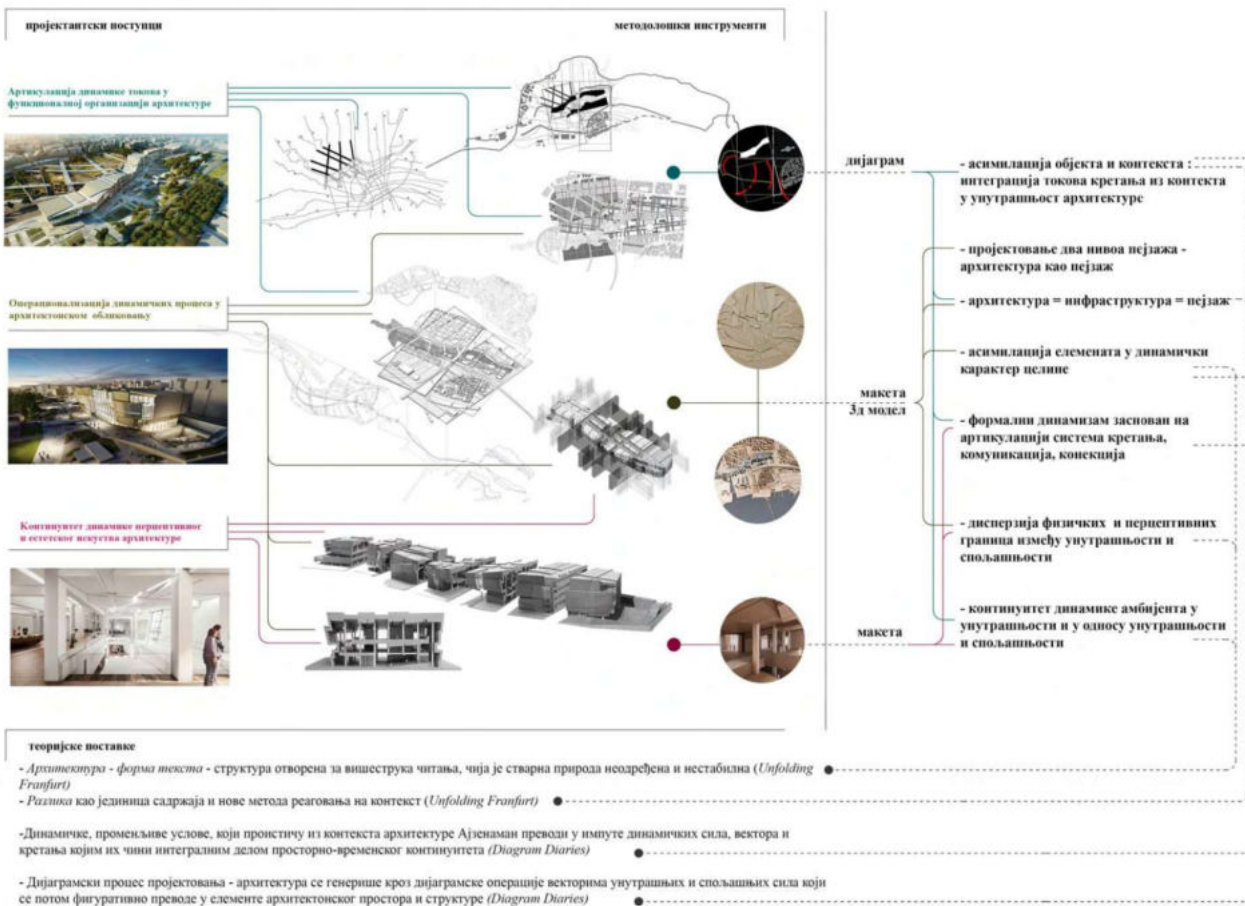 пројектантски поступци
методолошки инструменти
Артикулација динамике токова у
функционалној организацији архитектуре
Операционализација динамичких процеса у
архитектонском обликовању
Континуитет динамике перцептивног
и естетског искуства архитектуре
дијаграм
макета
3д модел
макета
- асимилација објекта и контекста :
интеграција токова кретања из контекста
у унутрашњост архитектуре
- пројектовање два нивоа пејзажа -
архитектура као пејзаж
- архитектура = инфраструктура = пејзаж
- асимилација елемената у динамички
карактер целине
- формални динамизам заснован на
артикулацији система кретања,
комуникација, конекција
- дисперзија физичких и перцептивних
граница између унутрашњости и
спољашњости
- континуитет динамике амбијента у
унутрашњости и у односу унутрашњости
и спољашњости
теоријске поставке
- Архитектура - форма текста - структура отворена за вишеструка читања, чија је стварна природа неодређена и нестабилна (Unfolding
Franfurt)
- Разлика као јединица садржаја и нове метода реаговања на контекст (Unfolding Franfurt)
-Динамичке, променљиве услове, који проистичу из контекста архитектуре Ајзенаман преводи у импуте динамичких сила, вектора и
кретања којим их чини интегралним делом просторно-временског континуитета (Diagram Diaries)
- Дијаграмски процес пројектовања - архитектура се генерише кроз дијаграмске операције векторима унутрашњих и спољашњих сила који
се потом фигуративно преводе у елементе архитектонског простора и структуре (Diagram Diaries)